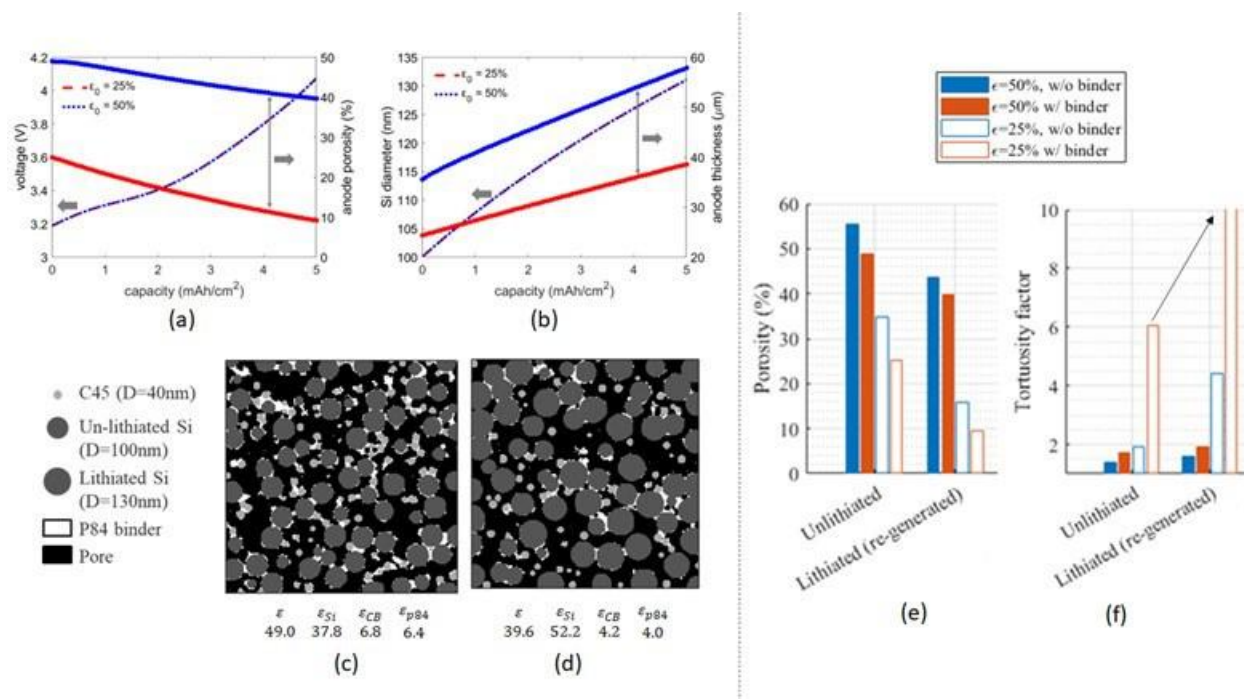 4.2
4
3.8
3.6
3.4
3.2
3
voltage (V)
ε₀ = 25%
ε₀ = 50%
50
40
30
20
10
0
anode porosity (%)
0 1 2 3 4 5
capacity (mAh/cm²)
(a)
135
130
125
120
115
110
105
100
Si diameter (nm)
ε₀ = 25%
ε₀ = 50%
60
50
40
30
20
anode thickness (μm)
0 1 2 3 4 5
capacity (mAh/cm²)
(b)
C45 (D=40nm)
Un-lithiated Si
(D=100nm)
Lithiated Si
(D=130nm)
P84 binder
Pore
ε ε_Si ε_CB ε_p84
49.0 37.8 6.8 6.4
(c)
ε ε_Si ε_CB ε_p84
39.6 52.2 4.2 4.0
(d)
ϵ=50%, w/o binder
ϵ=50% w/ binder
ϵ=25%, w/o binder
ϵ=25% w/ binder
60
50
40
30
20
10
0
Porosity (%)
Unlithiated
Lithiated (re-generated)
(e)
10
8
6
4
2
Tortuosity factor
Unlithiated
Lithiated (re-generated)
(f)